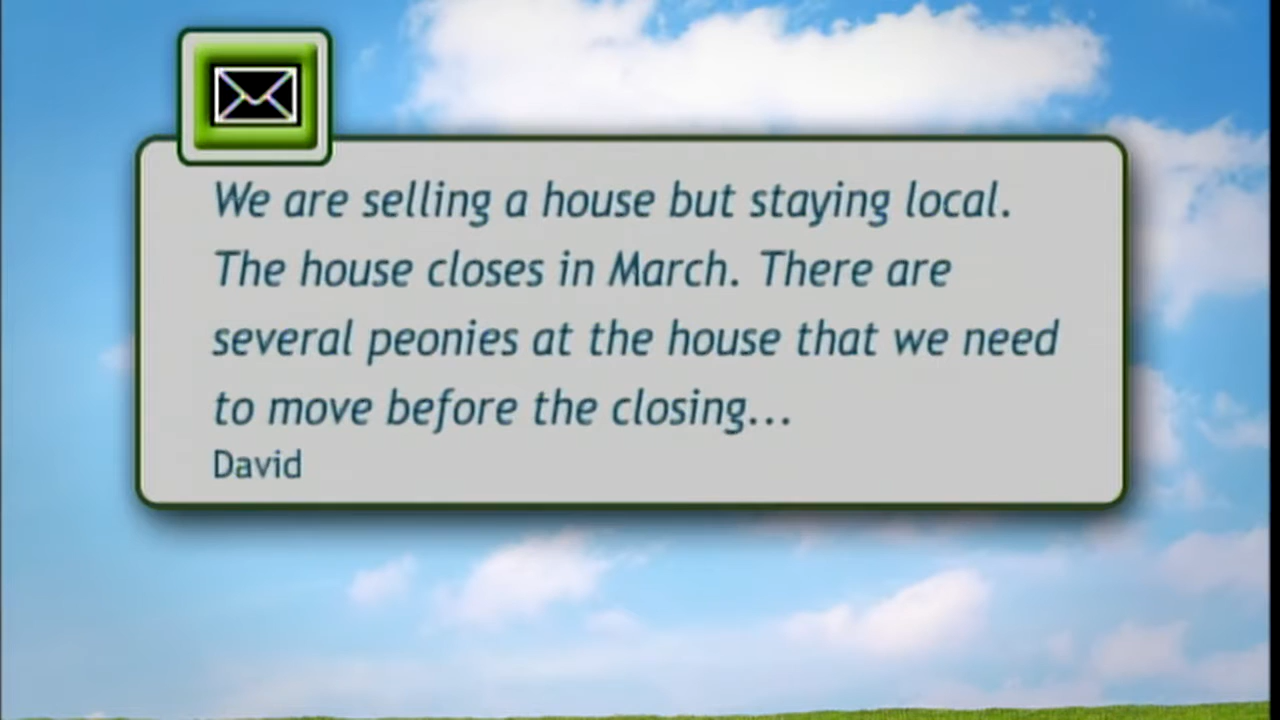 We are selling a house but staying local.
The house closes in March. There are
several peonies at the house that we need
to move before the closing...
David